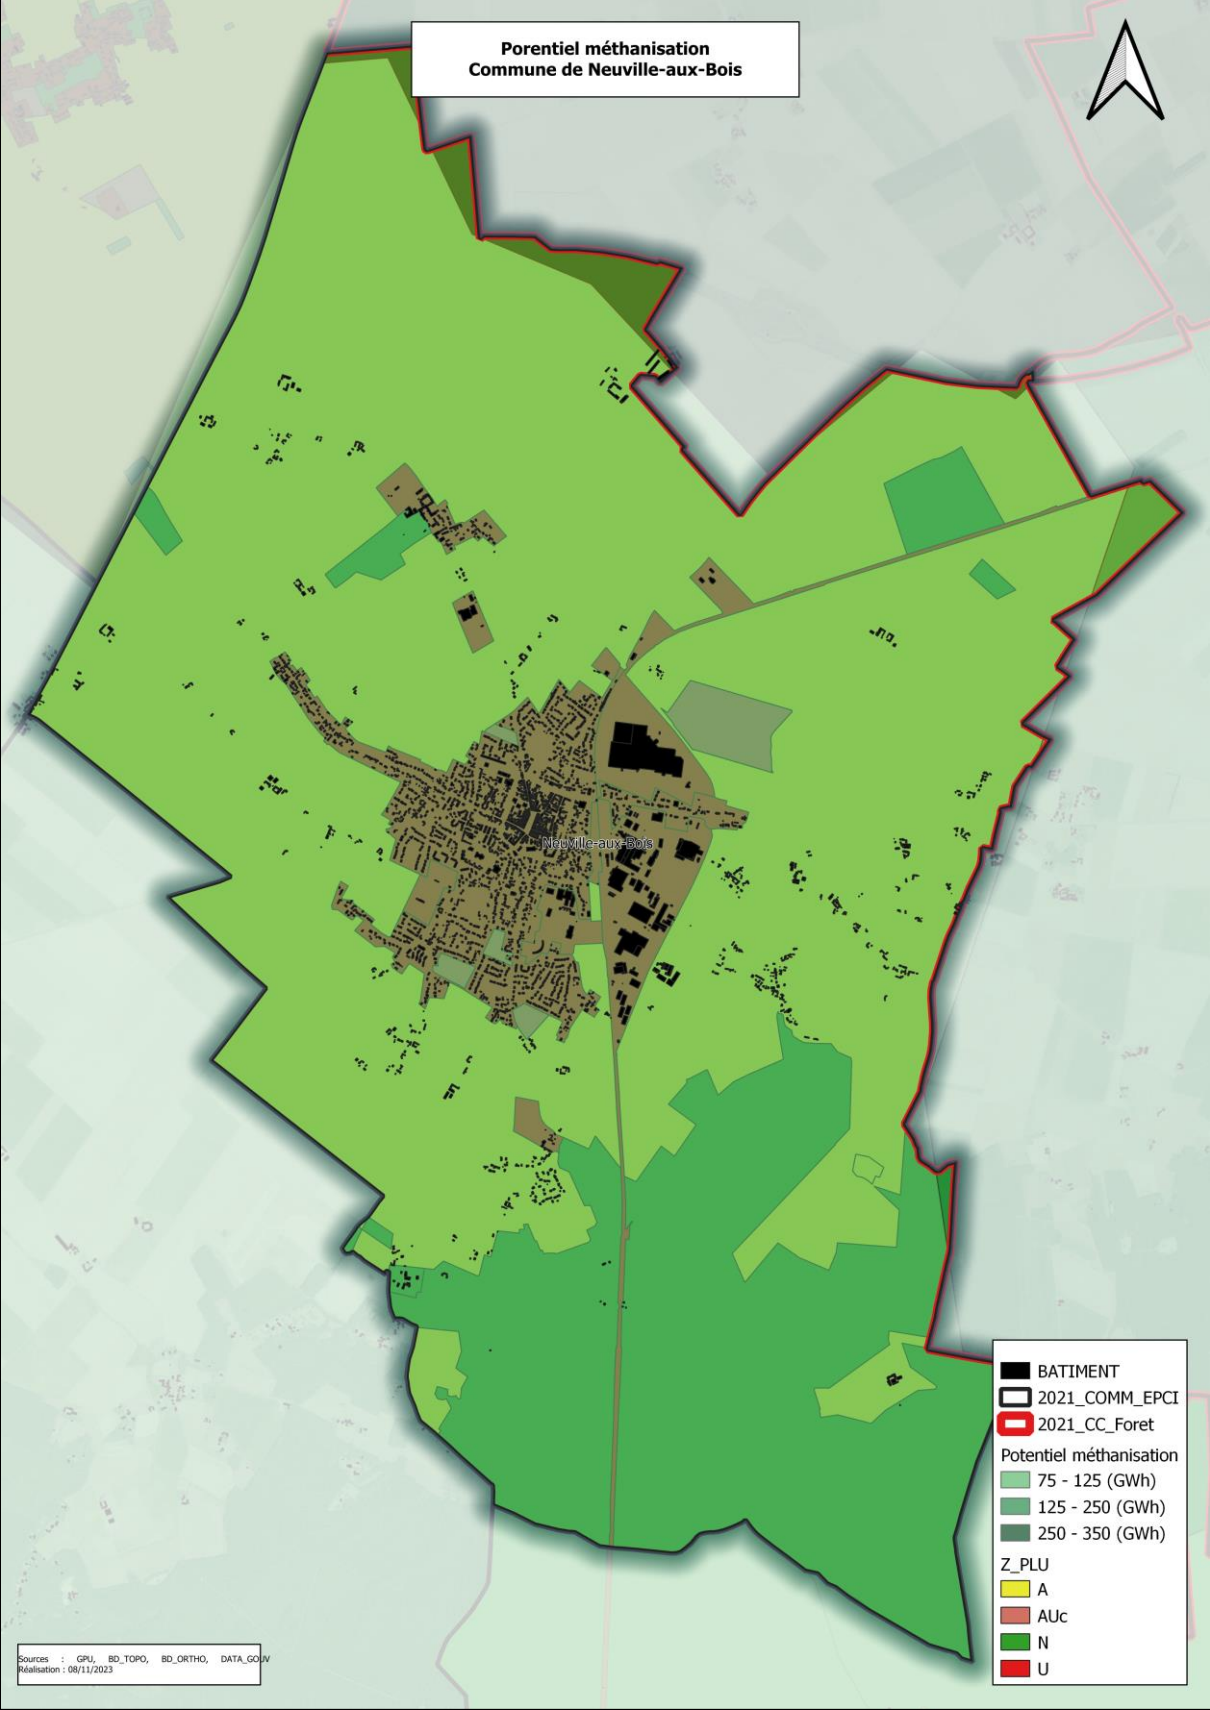 Porentiel méthanisation
Commune de Neuville-aux-Bois
Neuville-aux-Bois
BATIMENT
2021_COMM_EPCI
2021_CC_Foret
Potentiel méthanisation
75 - 125 (GWh)
125 - 250 (GWh)
250 - 350 (GWh)
Z_PLU
A
AUc
N
U
Sources : GPU, BD_TOPO, BD_ORTHO, DATA_GOUV
Réalisation : 08/11/2023